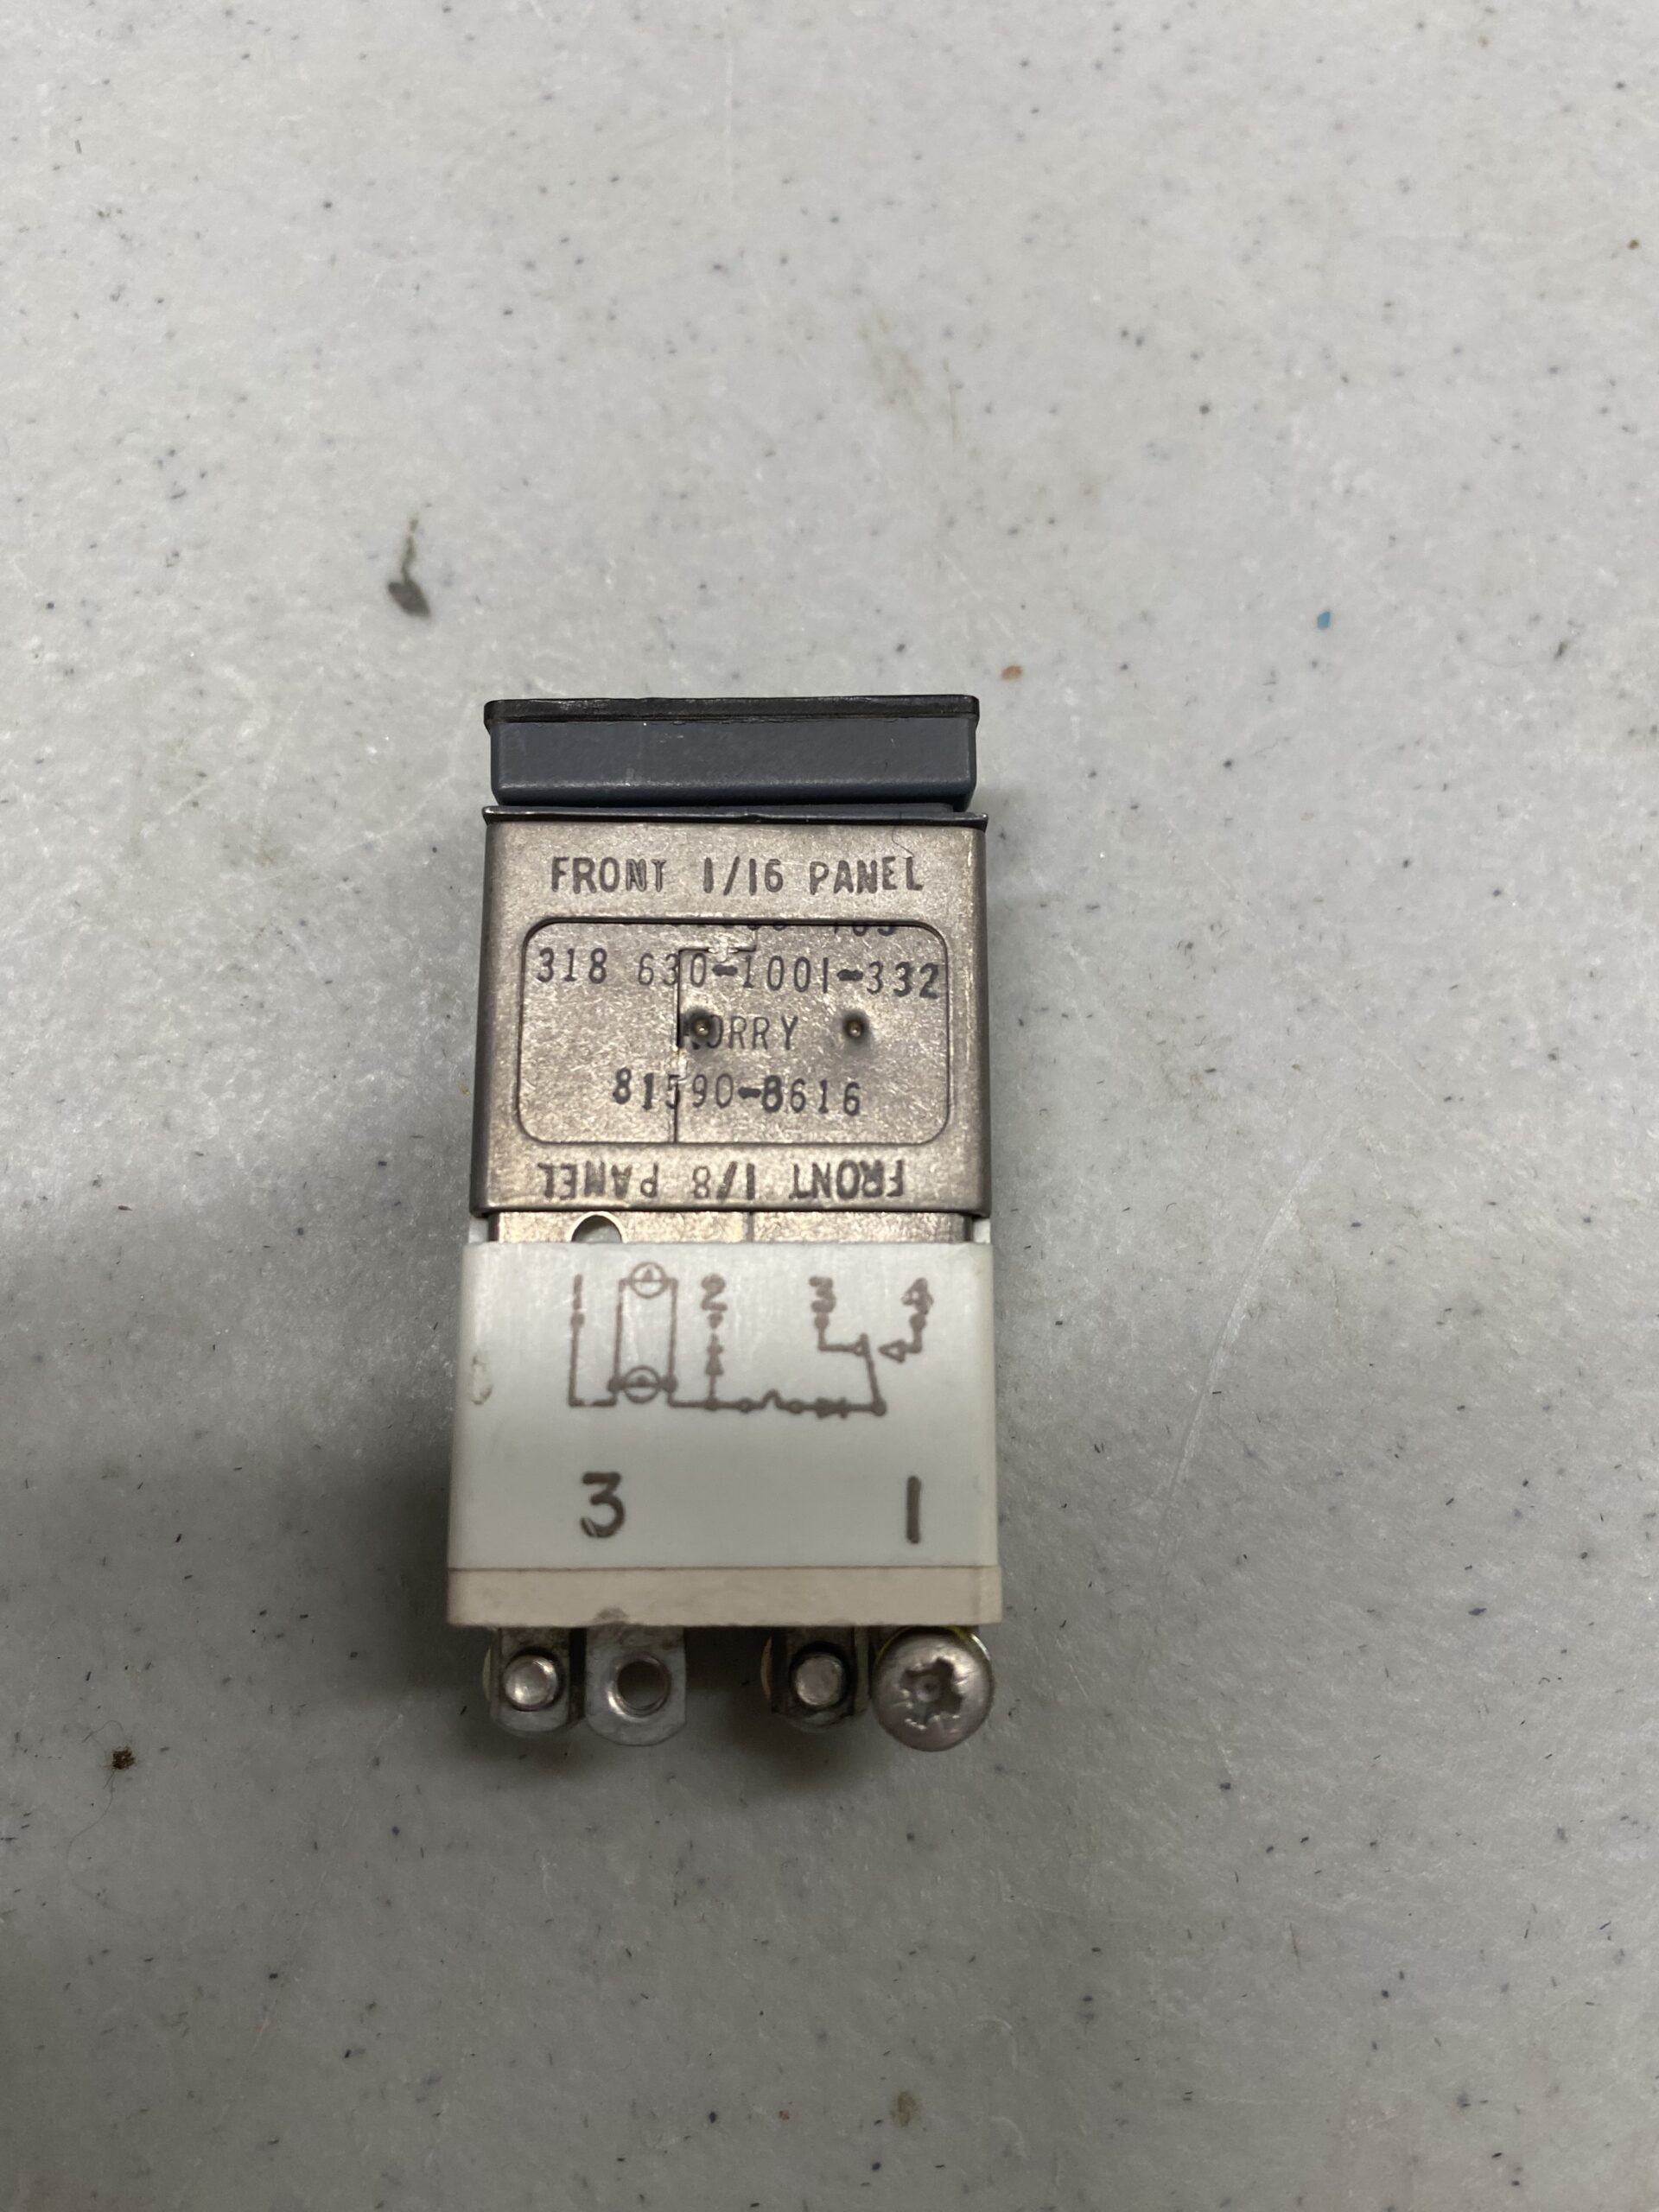 FRONT 1/16 PANEL
318 630-1001-332
KORRY
81590-8616
FRONT 1/8 PANEL
1 2 3 4
3 1